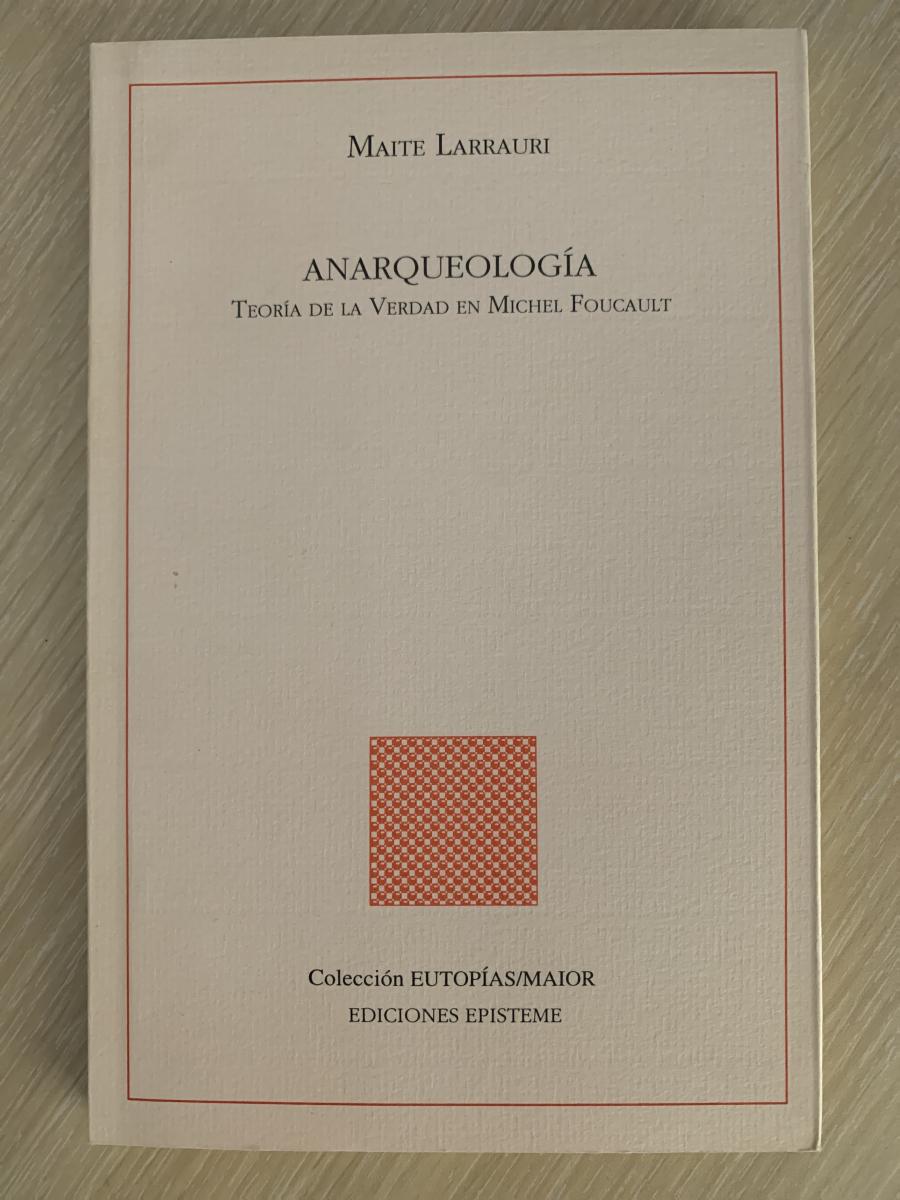 Maite Larrauri
ANARQUEOLOGÍA
Teoría de la Verdad en Michel Foucault
Colección EUTOPÍAS/MAIOR
EDICIONES EPISTEME